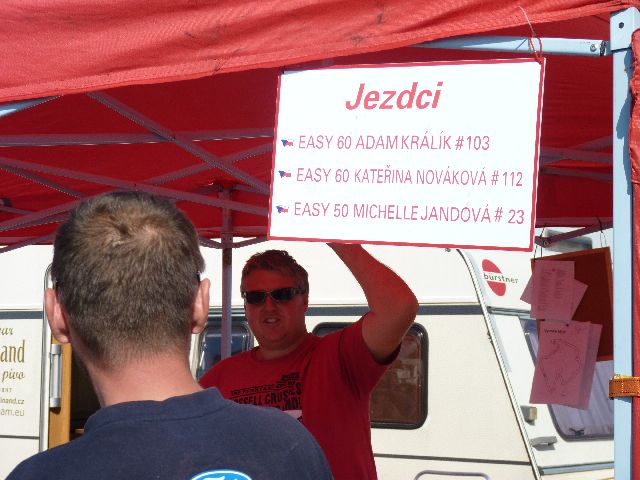 Jezdci
EASY 60 ADAM KRÁLÍK #103
EASY 60 KATEŘINA NOVÁKOVÁ #112
EASY 50 MICHELLE JANDOVÁ # 23
bürstner
pivo